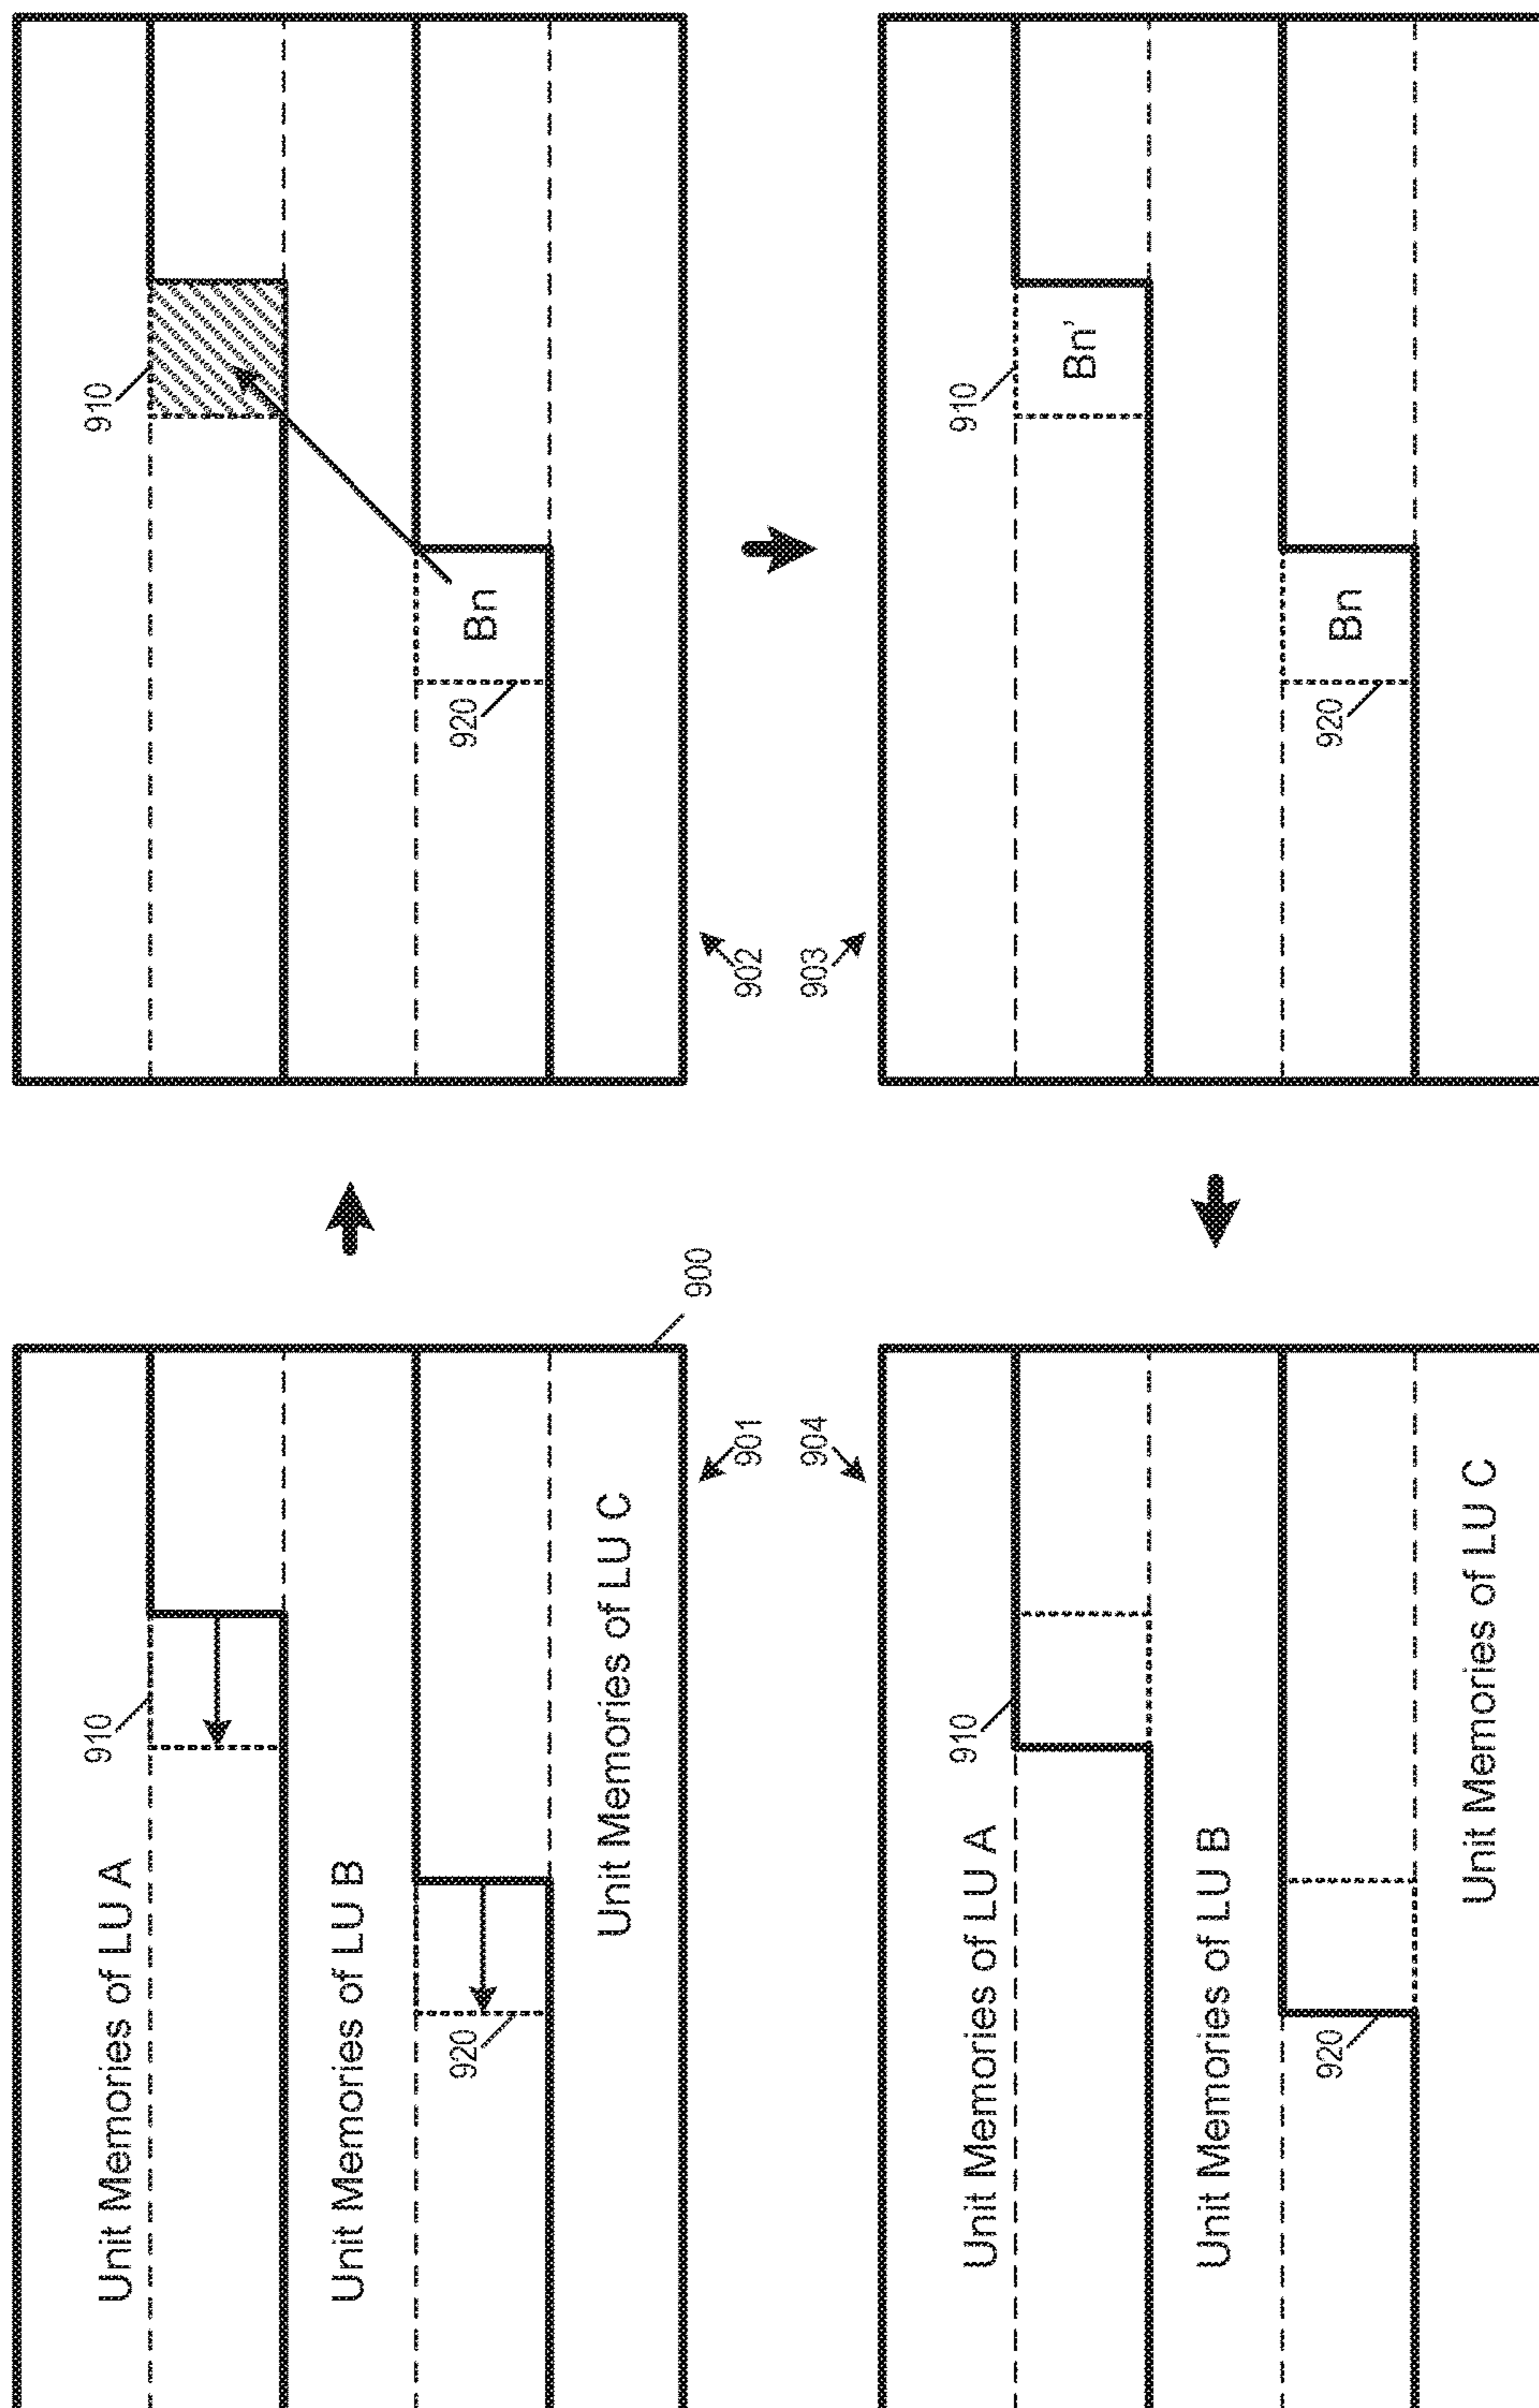 Unit Memories of LU A
910
Unit Memories of LU B
920
Unit Memories of LU C
900
901
910
920
Bn
902
904
Unit Memories of LU A
910
Unit Memories of LU B
920
Unit Memories of LU C
903
910
Bn'
920
Bn